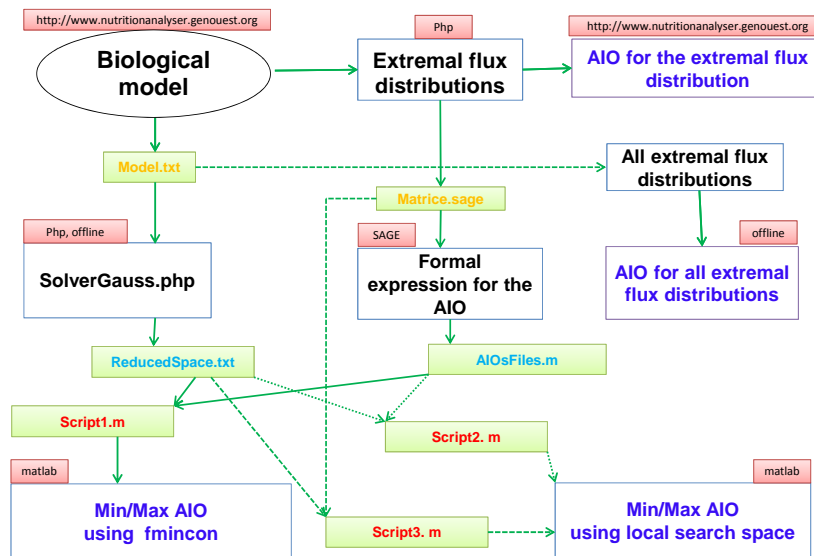 http://www.nutritionanalyser.genouest.org
Php
http://www.nutritionanalyser.genouest.org
Biological
model
Extremal flux
distributions
AIO for the extremal flux
distribution
Model.txt
All extremal flux
distributions
Matrice.sage
Php, offline
SAGE
offline
SolverGauss.php
Formal
expression for the
AIO
AIO for all extremal
flux distributions
ReducedSpace.txt
AIOsFiles.m
Script1.m
Script2. m
matlab
matlab
Min/Max AIO
using fmincon
Script3. m
Min/Max AIO
using local search space